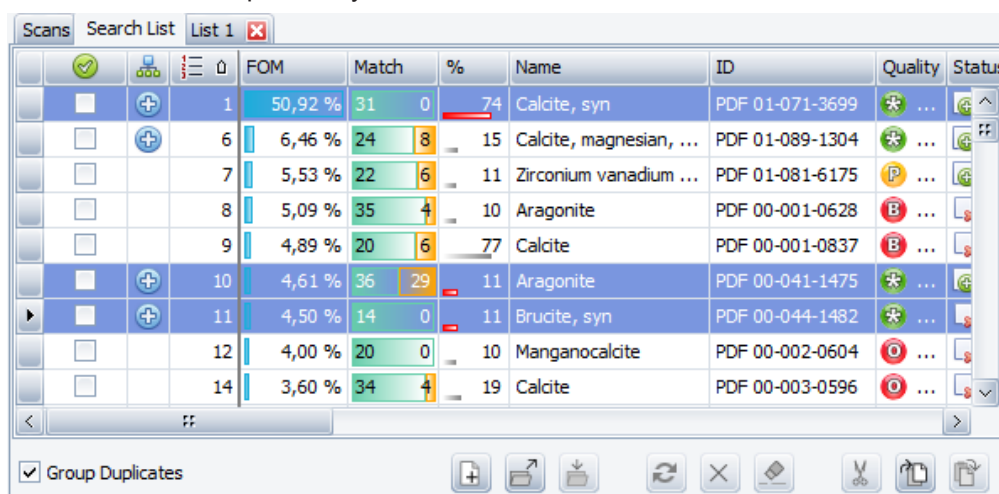 Scans Search List List 1
FOM Match % Name ID Quality Status
1 50,92 % 31 0 74 Calcite, syn PDF 01-071-3699 ...
6 6,46 % 24 8 15 Calcite, magnesian, ... PDF 01-089-1304 ...
7 5,53 % 22 6 11 Zirconium vanadium ... PDF 01-081-6175 P ...
8 5,09 % 35 4 10 Aragonite PDF 00-001-0628 B ...
9 4,89 % 20 6 77 Calcite PDF 00-001-0837 B ...
10 4,61 % 36 29 11 Aragonite PDF 00-041-1475 ...
11 4,50 % 14 0 11 Brucite, syn PDF 00-044-1482 ...
12 4,00 % 20 0 10 Manganocalcite PDF 00-002-0604 O ...
14 3,60 % 34 4 19 Calcite PDF 00-003-0596 O ...
Group Duplicates